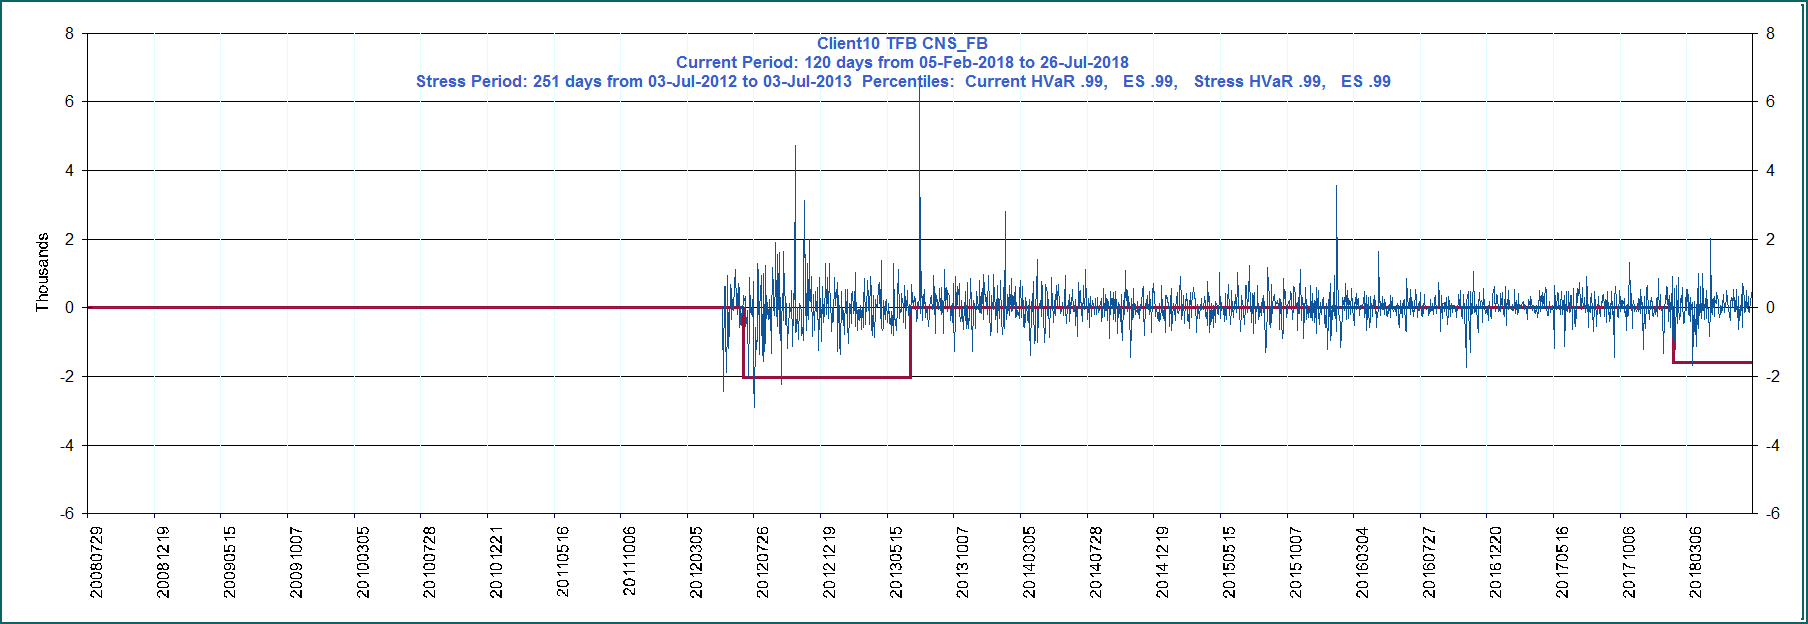 Client10 TFB CNS_FB
Current Period: 120 days from 05-Feb-2018 to 26-Jul-2018
Stress Period: 251 days from 03-Jul-2012 to 03-Jul-2013  Percentiles:  Current HVaR .99,   ES .99,   Stress HVaR .99,   ES .99
8 8
6 6
4 4
2 2
0 0
-2 -2
-4 -4
-6 -6
Thousands
20080729 20081219 20090515 20091007 20100305 20100728 20101221 20110516 20111006 20120305 20120726 20121219 20130515 20131007 20140305 20140728 20141219 20150515 20151007 20160304 20160727 20161220 20170516 20171006 20180306